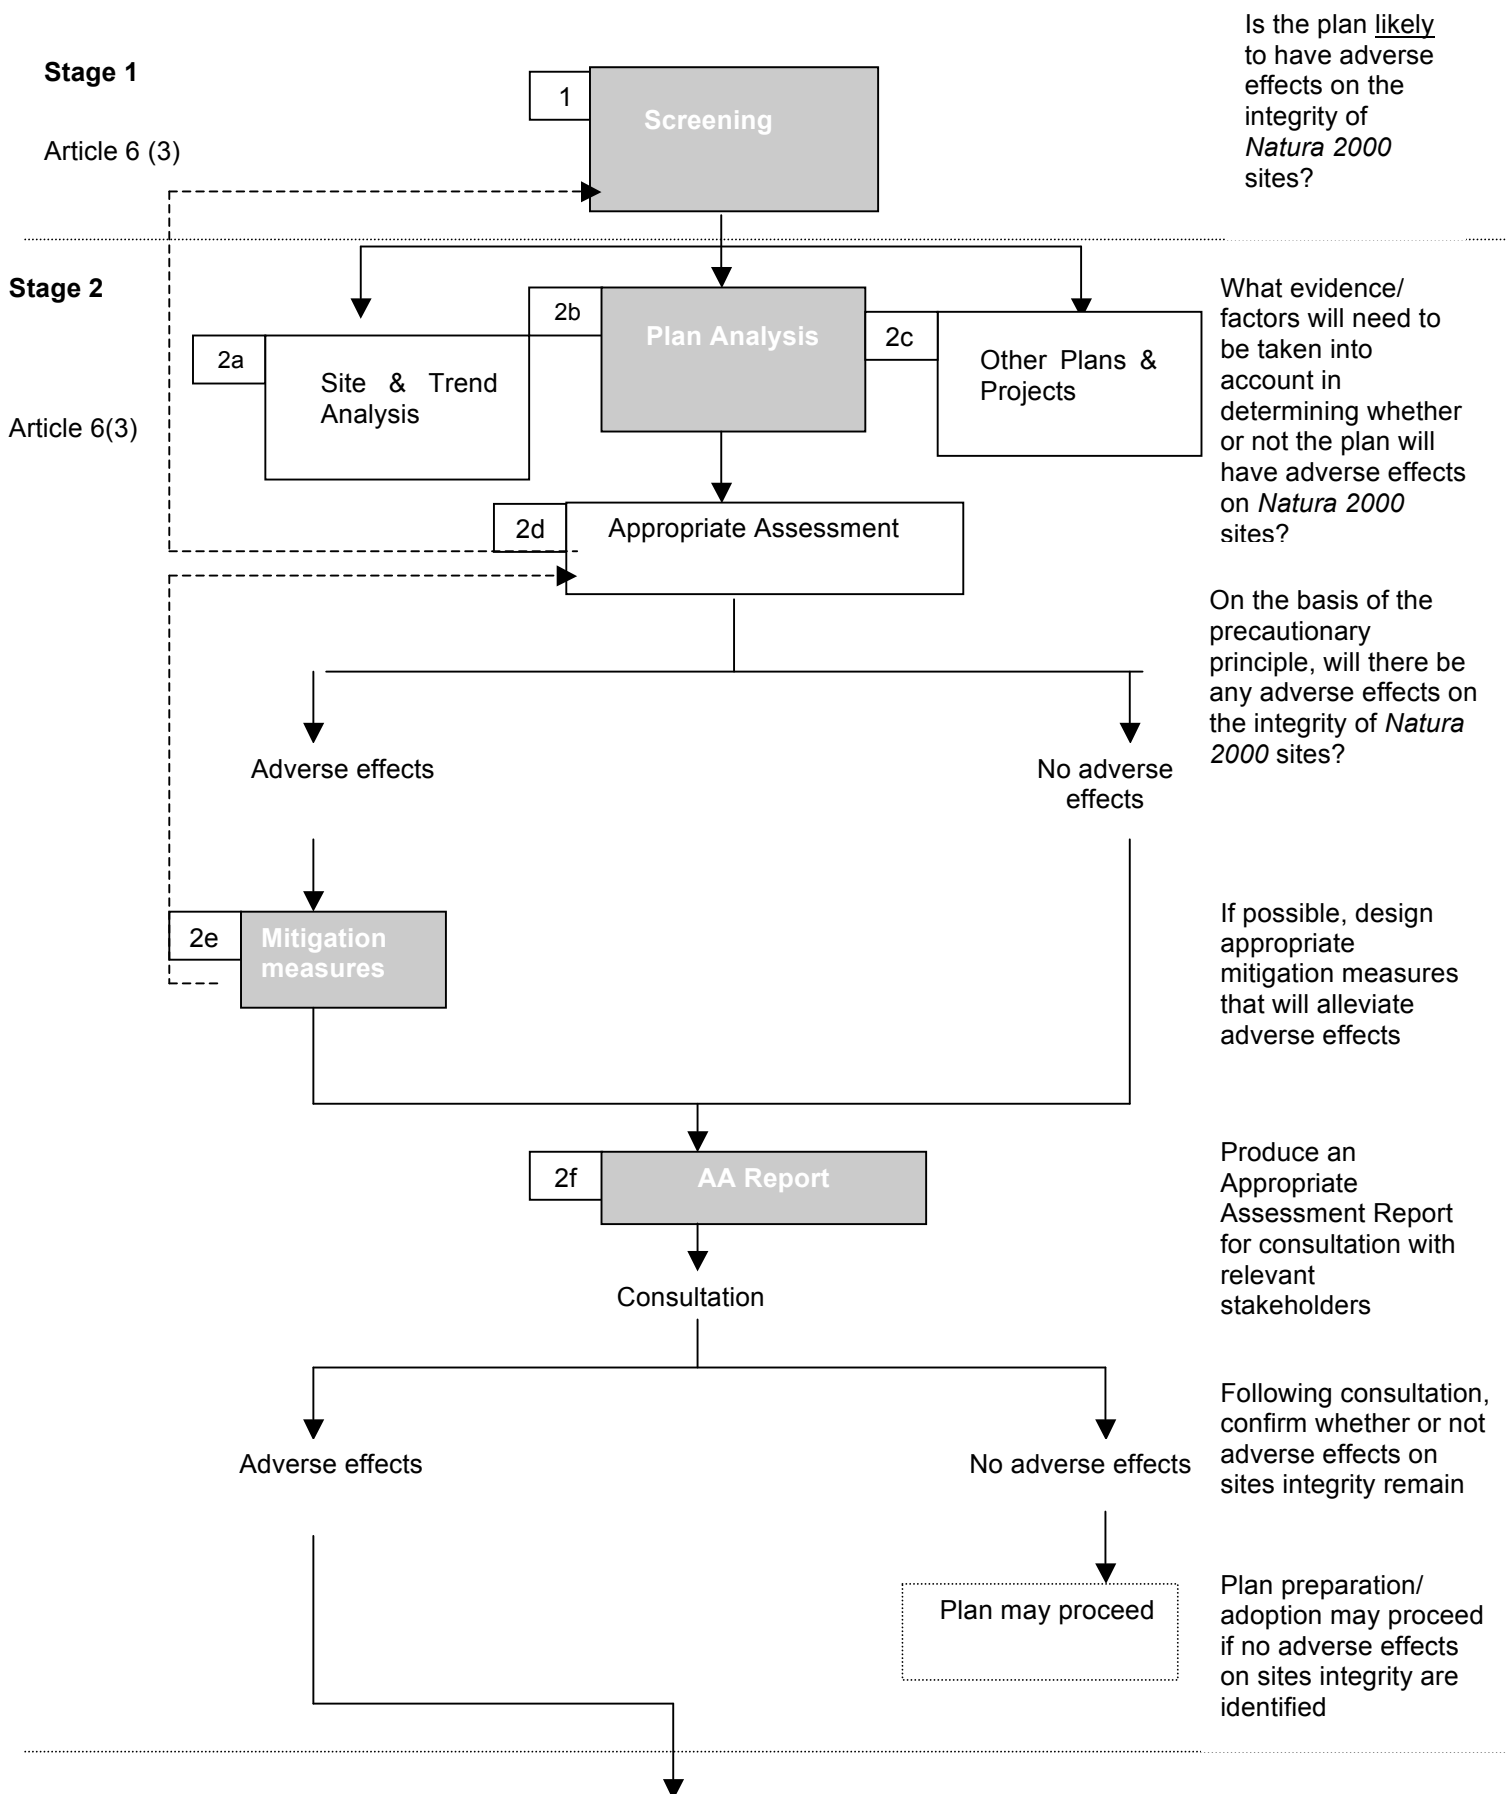 Stage 1
Article 6 (3)
1
Screening
Is the plan likely
to have adverse
effects on the
integrity of
Natura 2000
sites?
Stage 2
Article 6(3)
2a
Site & Trend
Analysis
2b
Plan Analysis
2c
Other Plans &
Projects
What evidence/
factors will need to
be taken into
account in
determining whether
or not the plan will
have adverse effects
on Natura 2000
sites?
2d
Appropriate Assessment
On the basis of the
precautionary
principle, will there be
any adverse effects on
the integrity of Natura
2000 sites?
Adverse effects
No adverse
effects
2e
Mitigation
measures
If possible, design
appropriate
mitigation measures
that will alleviate
adverse effects
2f
AA Report
Produce an
Appropriate
Assessment Report
for consultation with
relevant
stakeholders
Consultation
Adverse effects
No adverse effects
Following consultation,
confirm whether or not
adverse effects on
sites integrity remain
Plan may proceed
Plan preparation/
adoption may proceed
if no adverse effects
on sites integrity are
identified